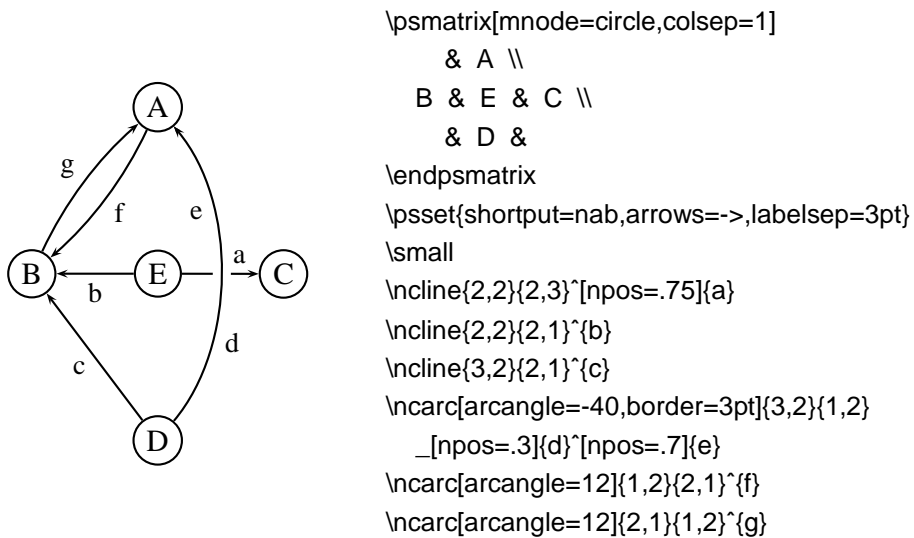 A
g
f
e
a
B
E
C
b
d
c
D
\psmatrix[mnode=circle,colsep=1]
& A \\
B & E & C \\
& D &
\endpsmatrix
\psset{shortput=nab,arrows=->,labelsep=3pt}
\small
\ncline{2,2}{2,3}^[npos=.75]{a}
\ncline{2,2}{2,1}^{b}
\ncline{3,2}{2,1}^{c}
\ncarc[arcangle=-40,border=3pt]{3,2}{1,2}
_[npos=.3]{d}^[npos=.7]{e}
\ncarc[arcangle=12]{1,2}{2,1}^{f}
\ncarc[arcangle=12]{2,1}{1,2}^{g}